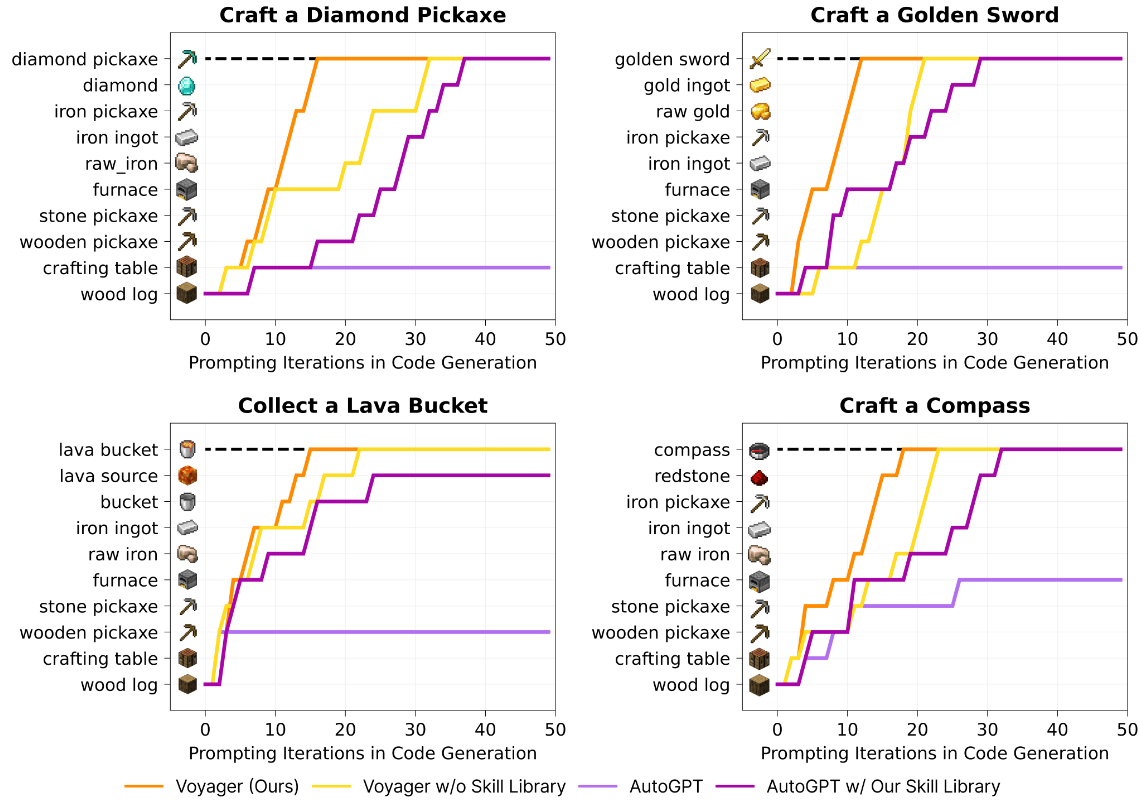 Craft a Diamond Pickaxe
diamond pickaxe
diamond
iron pickaxe
iron ingot
raw_iron
furnace
stone pickaxe
wooden pickaxe
crafting table
wood log
0 10 20 30 40 50
Prompting Iterations in Code Generation
Craft a Golden Sword
golden sword
gold ingot
raw gold
iron pickaxe
iron ingot
furnace
stone pickaxe
wooden pickaxe
crafting table
wood log
0 10 20 30 40 50
Prompting Iterations in Code Generation
Collect a Lava Bucket
lava bucket
lava source
bucket
iron ingot
raw iron
furnace
stone pickaxe
wooden pickaxe
crafting table
wood log
0 10 20 30 40 50
Prompting Iterations in Code Generation
Craft a Compass
compass
redstone
iron pickaxe
iron ingot
raw iron
furnace
stone pickaxe
wooden pickaxe
crafting table
wood log
0 10 20 30 40 50
Prompting Iterations in Code Generation
Voyager (Ours) Voyager w/o Skill Library AutoGPT AutoGPT w/ Our Skill Library